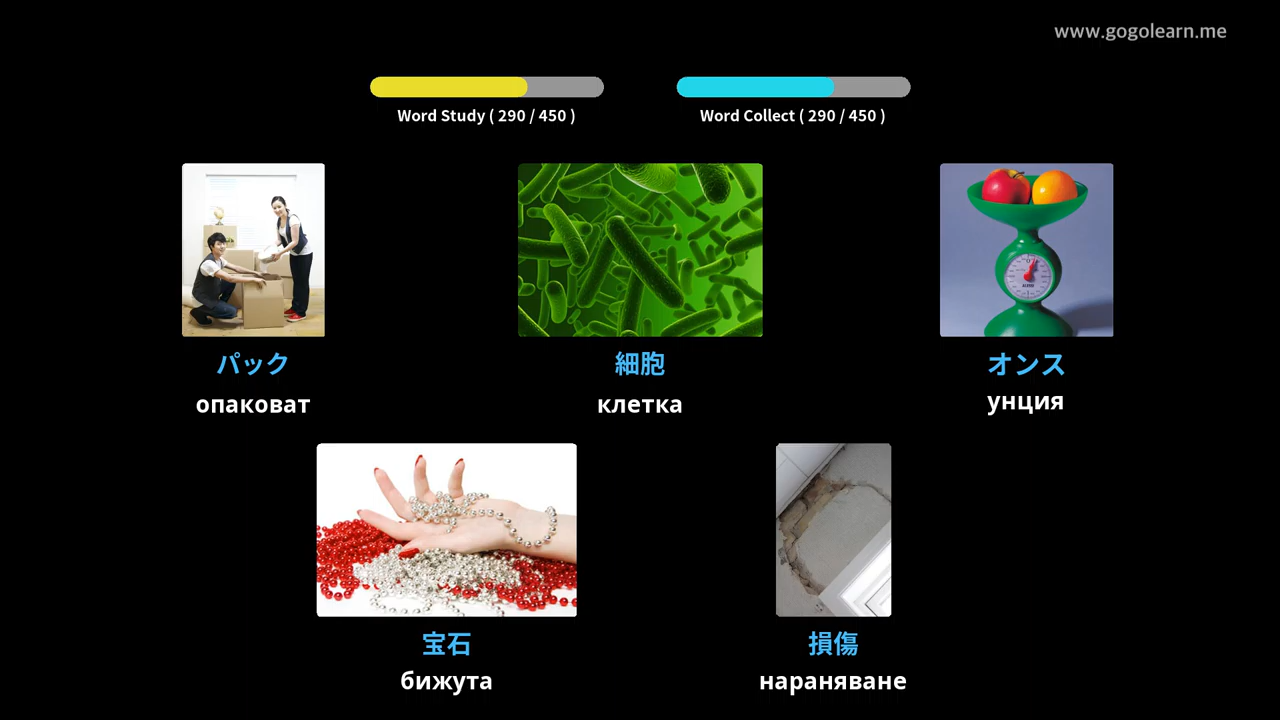 www.gogolearn.me
Word Study ( 290 / 450 )
Word Collect ( 290 / 450 )
パック
細胞
オンス
опаковат
клетка
унция
宝石
損傷
бижута
нараняване